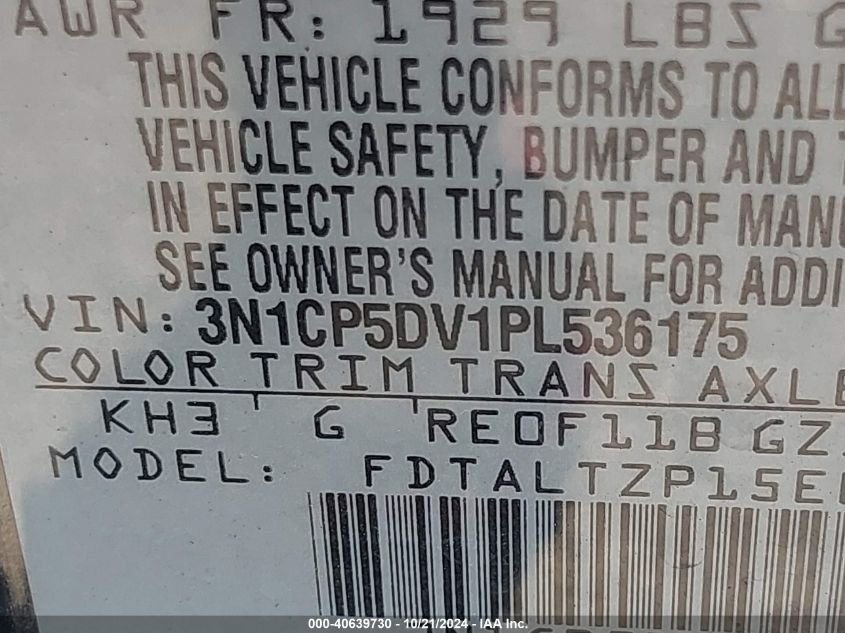 AWR FR: 1929 LBS G
THIS VEHICLE CONFORMS TO ALL
VEHICLE SAFETY, BUMPER AND
IN EFFECT ON THE DATE OF MANU
SEE OWNER'S MANUAL FOR ADDI
VIN: 3N1CP5DV1PL536175
COLOR TRIM TRANS AXLE
KH3 G RE0F11B GZ
MODEL: FDTALTZP15E
000-40639730 - 10/21/2024 - IAA Inc.